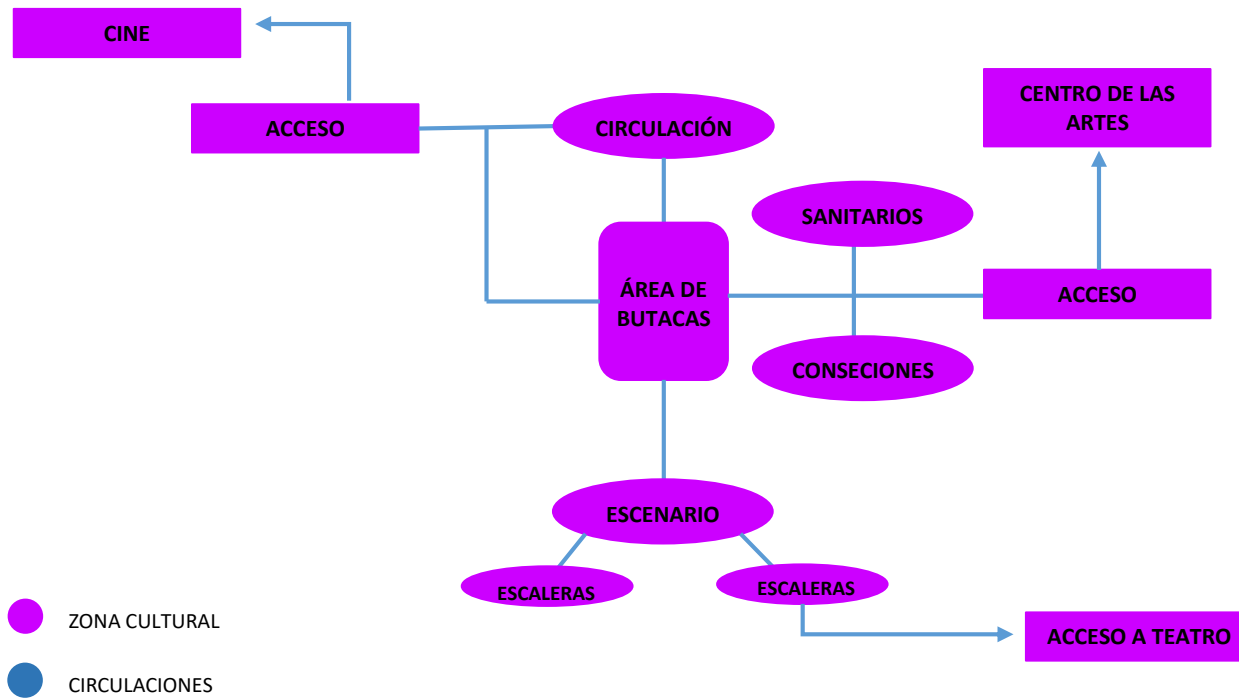 CINE
ACCESO
CIRCULACIÓN
CENTRO DE LAS
ARTES
SANITARIOS
ÁREA DE
BUTACAS
ACCESO
CONSECIONES
ESCENARIO
ESCALERAS
ESCALERAS
ACCESO A TEATRO
ZONA CULTURAL
CIRCULACIONES